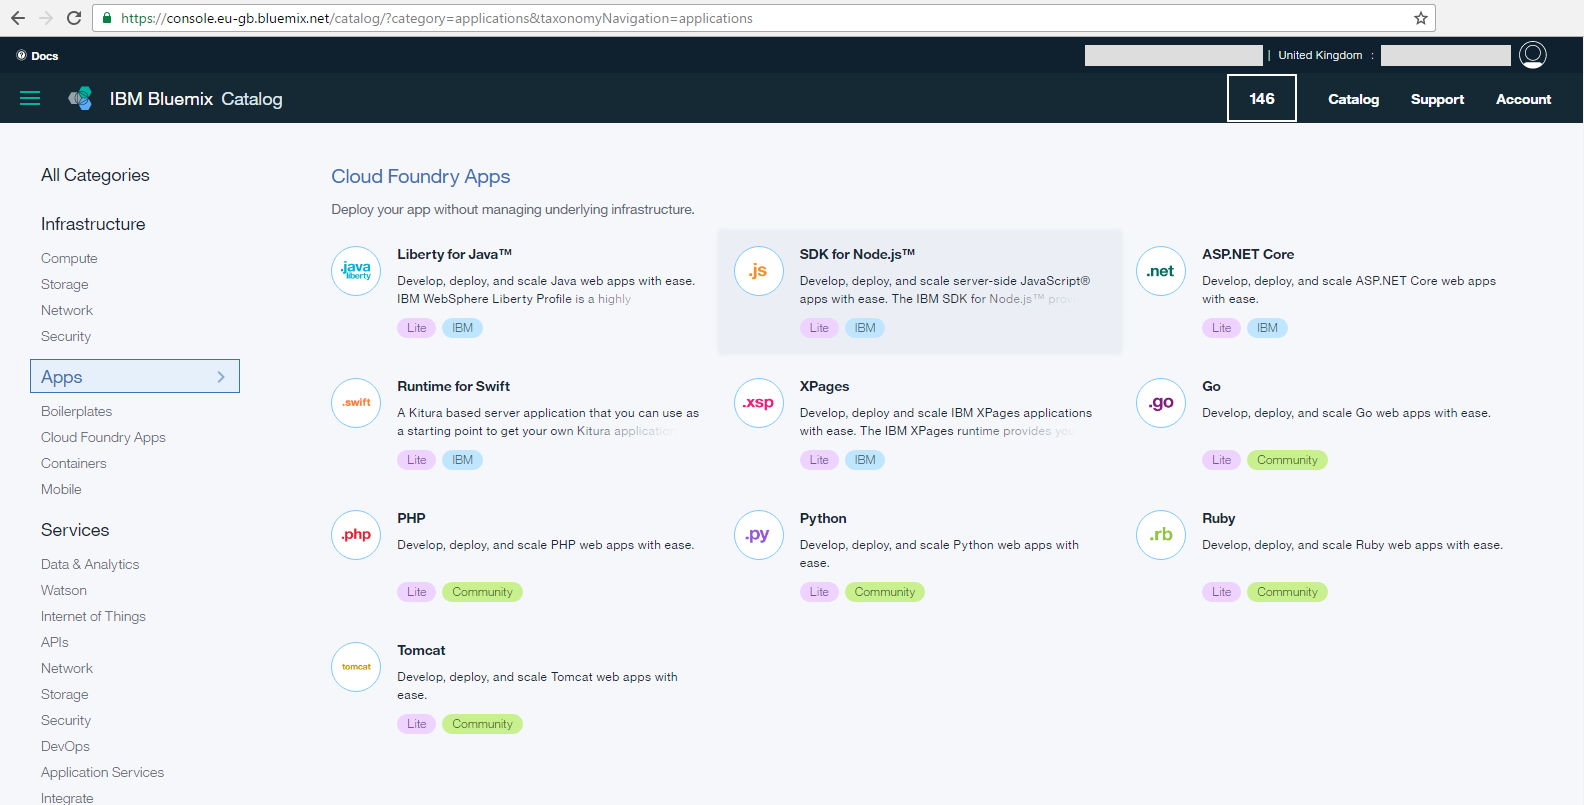 https://console.eu-gb.bluemix.net/catalog/?category=applications&taxonomyNavigation=applications
Docs
| United Kingdom :
IBM Bluemix Catalog
146 Catalog Support Account
All Categories
Infrastructure
Compute
Storage
Network
Security
Apps
Boilerplates
Cloud Foundry Apps
Containers
Mobile
Services
Data & Analytics
Watson
Internet of Things
APIs
Network
Storage
Security
DevOps
Application Services
Integrate
Cloud Foundry Apps
Deploy your app without managing underlying infrastructure.
.java
liberty
Liberty for Java™
Develop, deploy, and scale Java web apps with ease.
IBM WebSphere Liberty Profile is a highly
Lite IBM
.js
SDK for Node.js™
Develop, deploy, and scale server-side JavaScript®
apps with ease. The IBM SDK for Node.js™ prov
Lite IBM
.net
ASP.NET Core
Develop, deploy, and scale ASP.NET Core web apps
with ease.
Lite IBM
.swift
Runtime for Swift
A Kitura based server application that you can use as
a starting point to get your own Kitura application
Lite IBM
.xsp
XPages
Develop, deploy and scale IBM XPages applications
with ease. The IBM XPages runtime provides you
Lite IBM
.go
Go
Develop, deploy, and scale Go web apps with ease.
Lite Community
.php
PHP
Develop, deploy, and scale PHP web apps with ease.
Lite Community
.py
Python
Develop, deploy, and scale Python web apps with
ease.
Lite Community
.rb
Ruby
Develop, deploy, and scale Ruby web apps with ease.
Lite Community
tomcat
Tomcat
Develop, deploy, and scale Tomcat web apps with
ease.
Lite Community